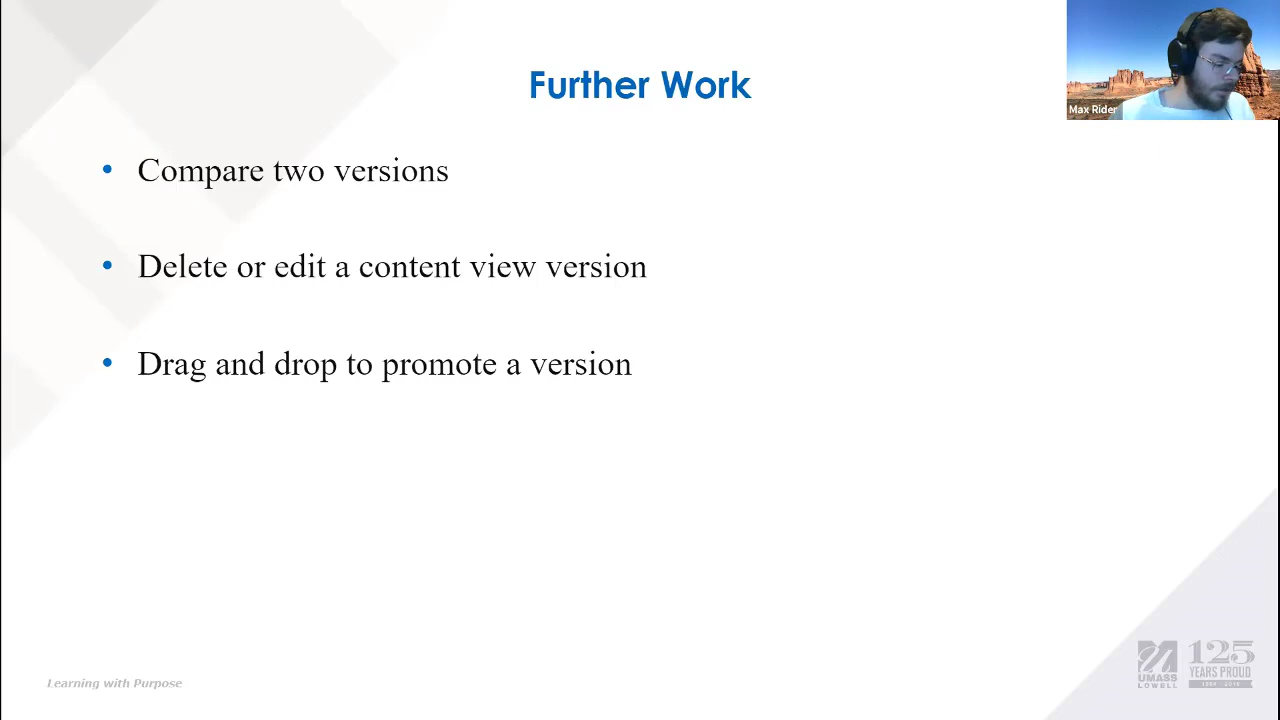 Further Work
Max Rider
• Compare two versions
• Delete or edit a content view version
• Drag and drop to promote a version
Learning with Purpose
UMASS
LOWELL
125
YEARS PROUD